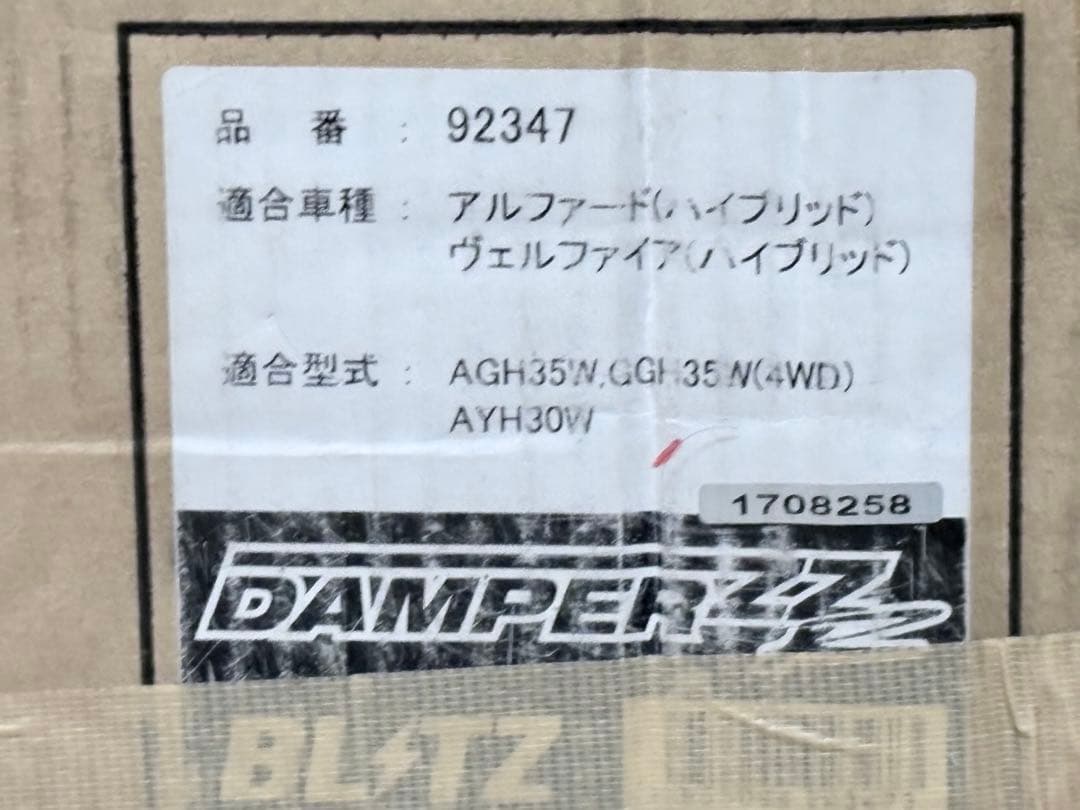 品　番 : 92347
適合車種 : アルファード(ハイブリッド)
ヴェルファイア(ハイブリッド)
適合型式 : AGH35W,GGH35W(4WD)
AYH30W
1708258
DAMPER ZZ-R
BLITZ